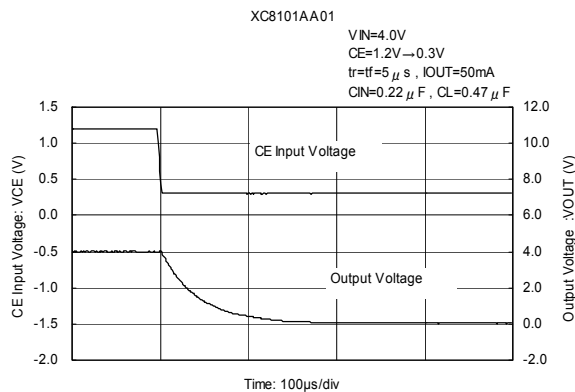 XC8101AA01
VIN=4.0V
CE=1.2V→0.3V
tr=tf=5μs , IOUT=50mA
CIN=0.22μF , CL=0.47μF
CE Input Voltage: VCE (V)
1.5
1.0
0.5
0.0
-0.5
-1.0
-1.5
-2.0
CE Input Voltage
Output Voltage
12.0
10.0
8.0
6.0
4.0
2.0
0.0
-2.0
Output Voltage :VOUT (V)
Time: 100μs/div